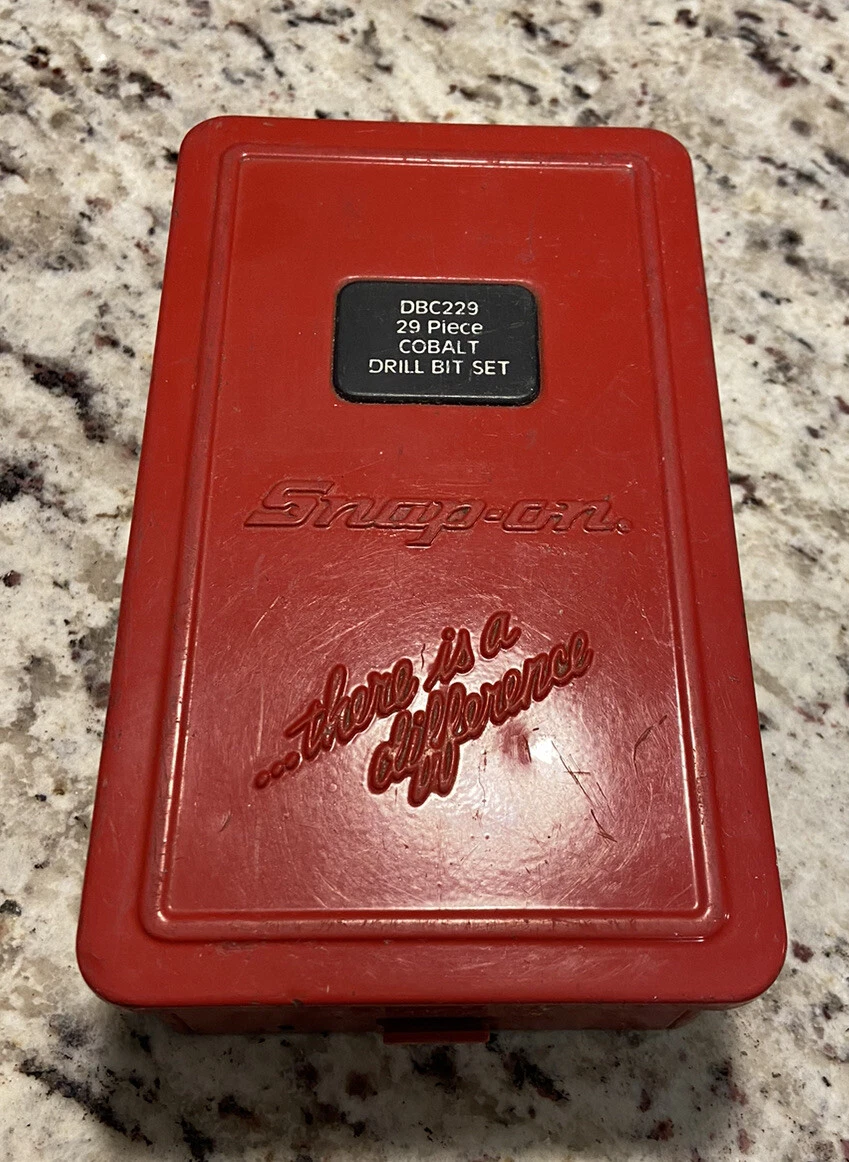 DBC229
29 Piece
COBALT
DRILL BIT SET
Snap-on.
...there is a
difference